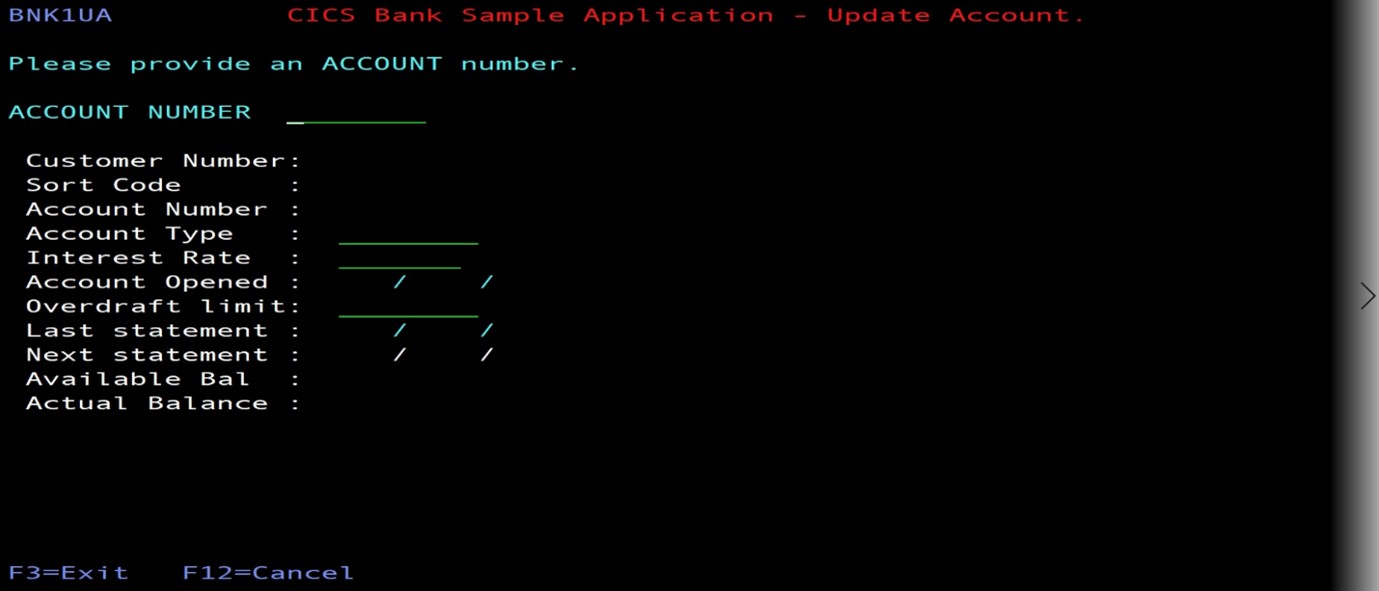 BNK1UA CICS Bank Sample Application - Update Account.
Please provide an ACCOUNT number.
ACCOUNT NUMBER
Customer Number:
Sort Code :
Account Number :
Account Type :
Interest Rate :
Account Opened : / /
Overdraft limit:
Last statement : / /
Next statement : / /
Available Bal :
Actual Balance :
F3=Exit F12=Cancel